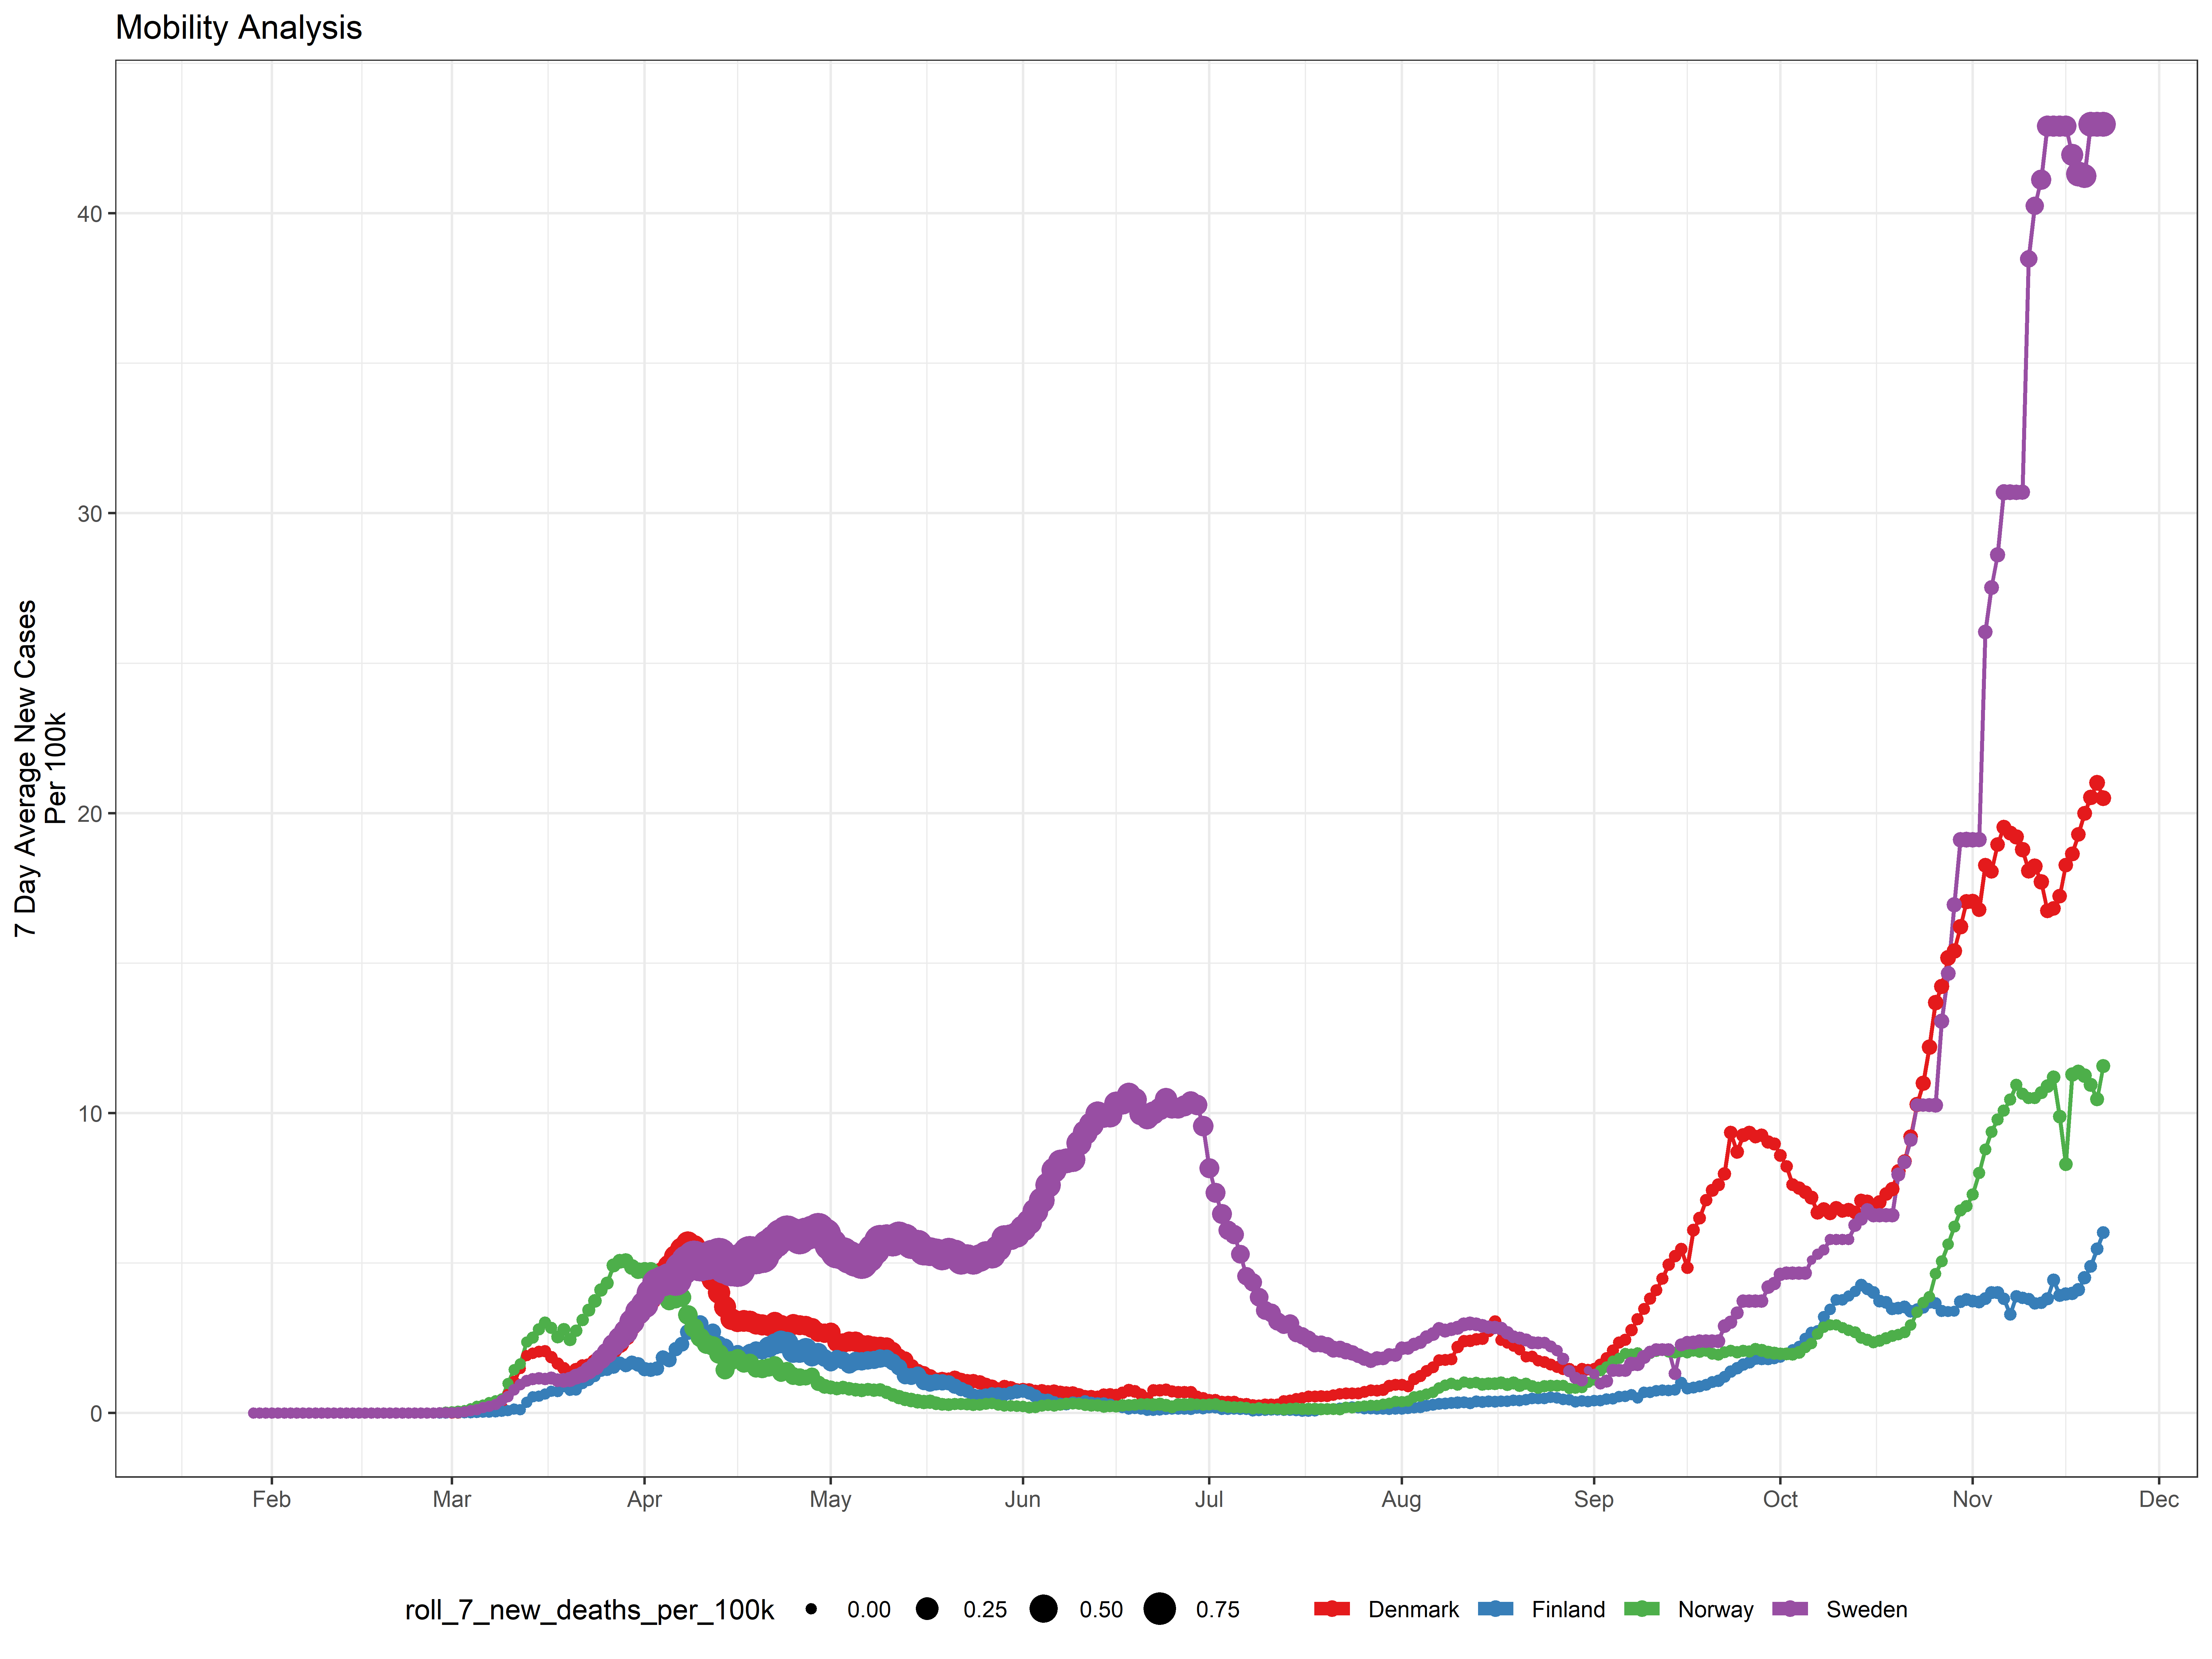 Mobility Analysis
7 Day Average New Cases
Per 100k
40
30
20
10
0
Feb Mar Apr May Jun Jul Aug Sep Oct Nov Dec
roll_7_new_deaths_per_100k 0.00 0.25 0.50 0.75 Denmark Finland Norway Sweden